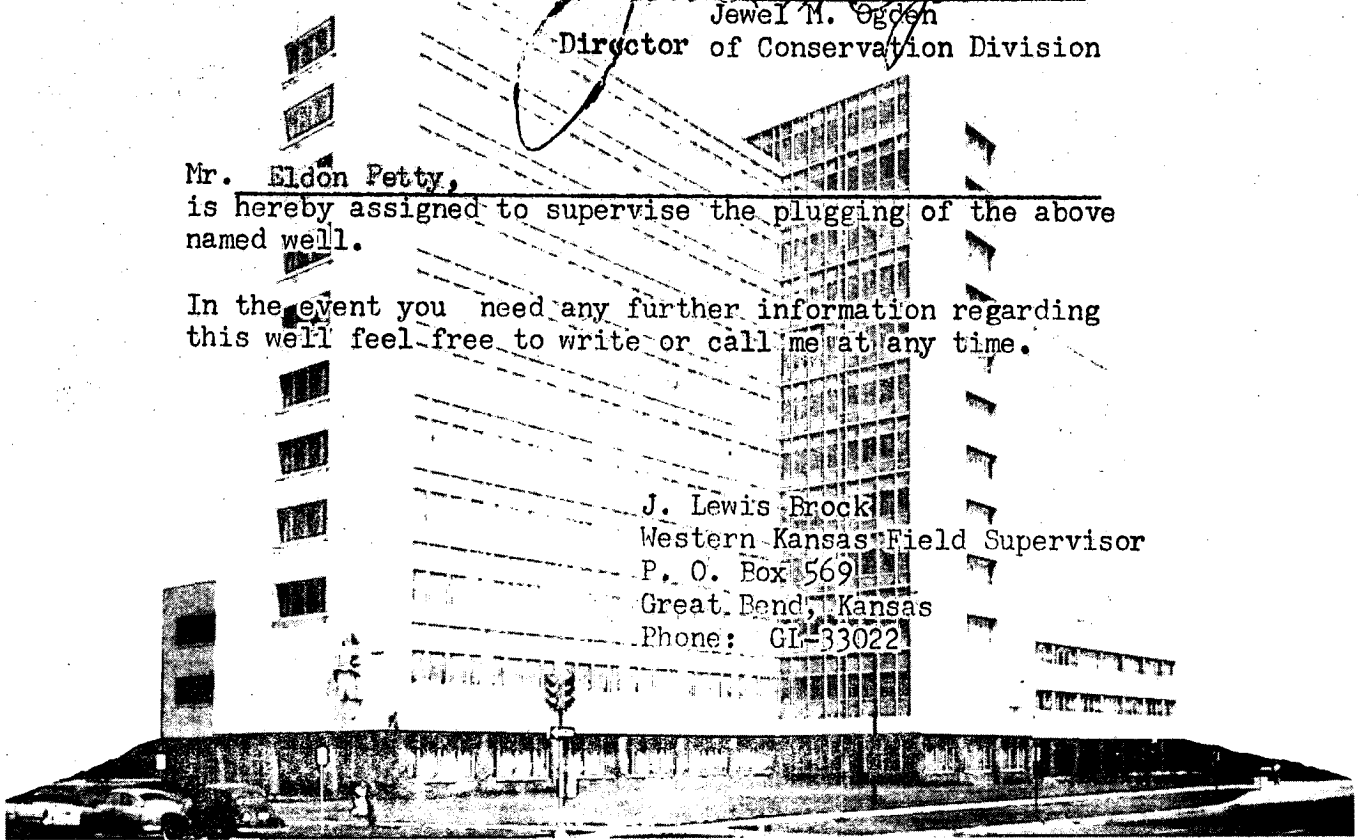 Jewel M. Ogden
Director of Conservation Division
Mr. Eldon Petty,
is hereby assigned to supervise the plugging of the above
named well.
In the event you need any further information regarding
this well feel free to write or call me at any time.
J. Lewis Brock
Western Kansas Field Supervisor
P. O. Box 569
Great Bend, Kansas
Phone: GL-33022